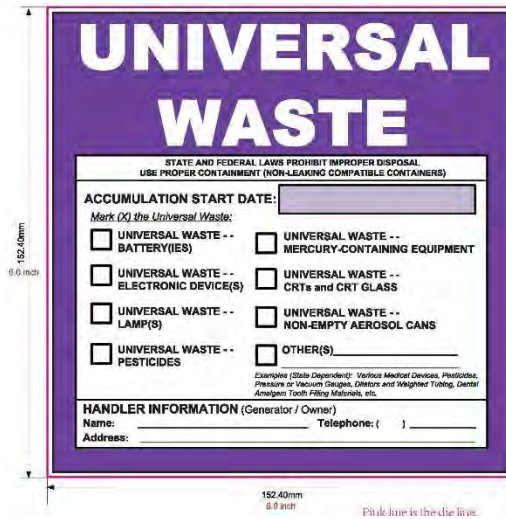 UNIVERSAL
WASTE
STATE AND FEDERAL LAWS PROHIBIT IMPROPER DISPOSAL
USE PROPER CONTAINMENT (NON-LEAKING COMPATIBLE CONTAINERS)
ACCUMULATION START DATE:
Mark (X) the Universal Waste:
UNIVERSAL WASTE - -
BATTERY(IES)
UNIVERSAL WASTE - -
MERCURY-CONTAINING EQUIPMENT
UNIVERSAL WASTE - -
ELECTRONIC DEVICE(S)
UNIVERSAL WASTE - -
CRTs and CRT GLASS
UNIVERSAL WASTE - -
LAMP(S)
UNIVERSAL WASTE - -
NON-EMPTY AEROSOL CANS
UNIVERSAL WASTE - -
PESTICIDES
OTHER(S)
Examples (State Dependent): Various Medical Devices, Pesticides,
Pressure or Vacuum Gauges, Dilators and Weighted Tubing, Dental
Amalgam Tooth Filling Materials, etc.
HANDLER INFORMATION (Generator / Owner)
Name: Telephone: ( )
Address:
152.40mm
6.0 inch
152.40mm
6.0 inch
Pink line is the die line.